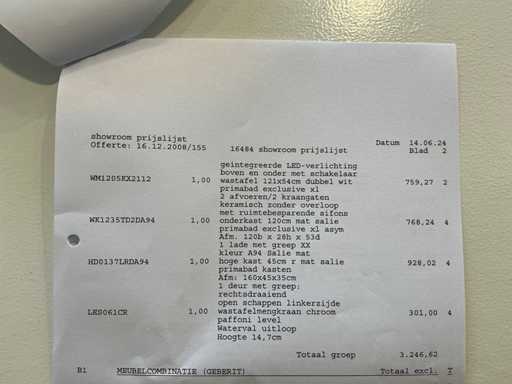 showroom prijslijst
Offerte: 16.12.2008/155 16484 showroom prijslijst Datum 14.06.24
Blad 2
geintegreerde LED-verlichting
boven en onder met schakelaar
WM1205KX2112 1,00 wastafel 121x54cm dubbel wit 759,27 2
primabad exclusive xl
2 afvoeren/2 kraangaten
keramisch zonder overloop
met ruimtebesparende sifons
WK1235TD2DA94 1,00 onderkast 120cm mat salie 768,24 4
primabad exclusive xl asym
Afm. 120b x 28h x 53d
1 lade met greep XX
kleur A94 Salie mat
HD0137LRDA94 1,00 hoge kast 45cm r mat salie 928,02 4
primabad kasten
Afm: 160x45x35cm
1 deur met greep:
rechtsdraaiend
open schappen linkerzijde
LES061CR 1,00 wastafelmengkraan chroom 301,00 4
paffoni level
Waterval uitloop
Hoogte 14,7cm
Totaal groep 3.246,62
B1 MEUBELCOMBINATIE (GEBERIT) Totaal excl. T